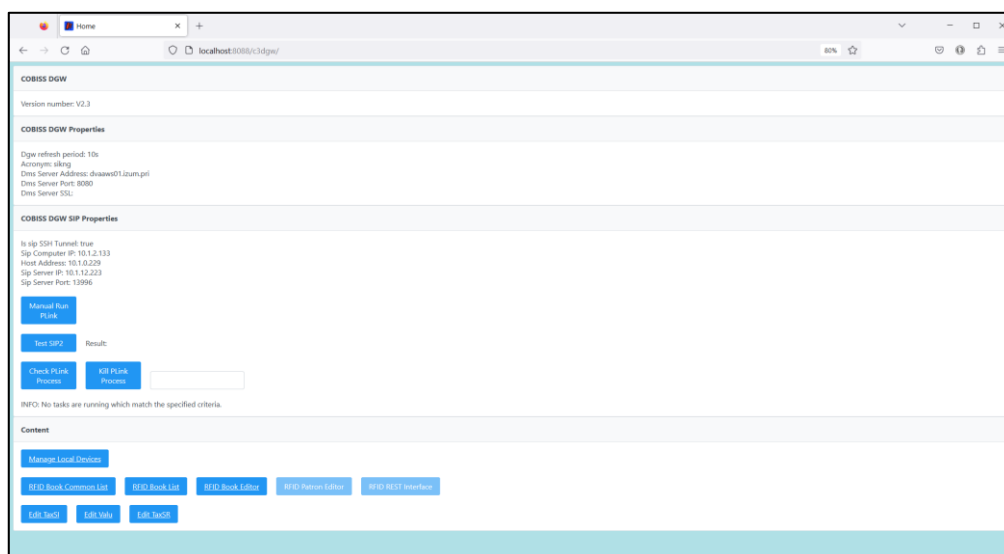 Home
localhost:8088/c3dgw/
80%
COBISS DGW
Version number: V2.3
COBISS DGW Properties
Dgw refresh period: 10s
Acronym: sikng
Dms Server Address: dvaaws01.izum.pri
Dms Server Port: 8080
Dms Server SSL:
COBISS DGW SIP Properties
Is sip SSH Tunnel: true
Sip Computer IP: 10.1.2.133
Host Address: 10.1.0.229
Sip Server IP: 10.1.12.223
Sip Server Port: 13996
Manual Run
PLink
Test SIP2 Result:
Check PLink
Process
Kill PLink
Process
INFO: No tasks are running which match the specified criteria.
Content
Manage Local Devices
RFID Book Common List RFID Book List RFID Book Editor RFID Patron Editor RFID REST Interface
Edit TaxSI Edit Valu Edit TaxSR